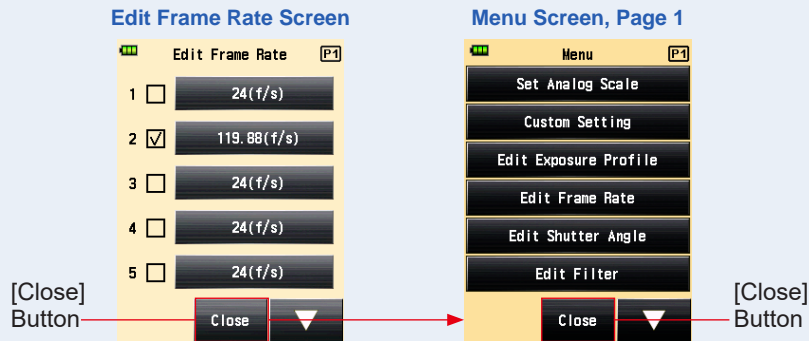 Edit Frame Rate Screen
Edit Frame Rate P1
1 24(f/s)
2 119.88(f/s)
3 24(f/s)
4 24(f/s)
5 24(f/s)
[Close]
Button
Close
Menu Screen, Page 1
Menu P1
Set Analog Scale
Custom Setting
Edit Exposure Profile
Edit Frame Rate
Edit Shutter Angle
Edit Filter
Close
[Close]
Button